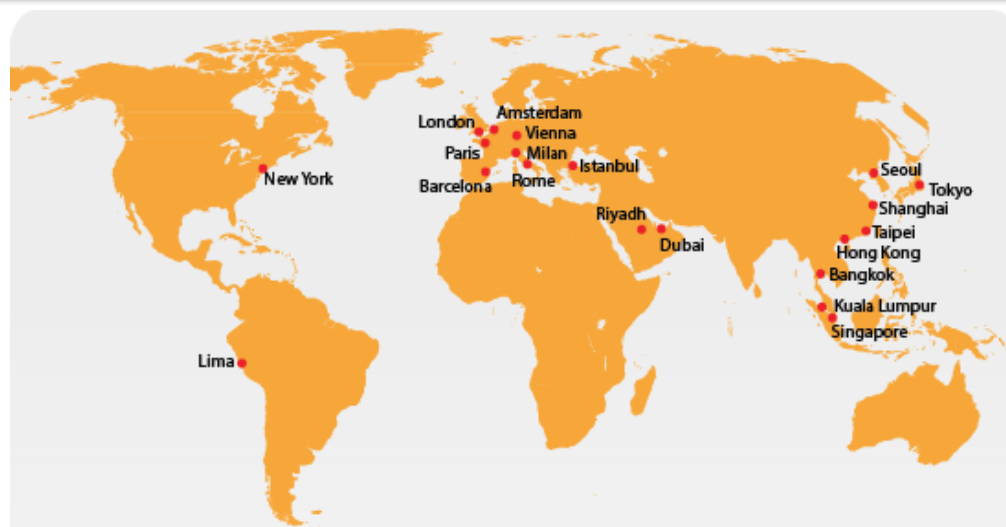 Amsterdam
London
Vienna
Paris
Milan
Istanbul
Barcelona
Rome
New York
Seoul
Tokyo
Shanghai
Riyadh
Dubai
Taipei
Hong Kong
Bangkok
Kuala Lumpur
Singapore
Lima